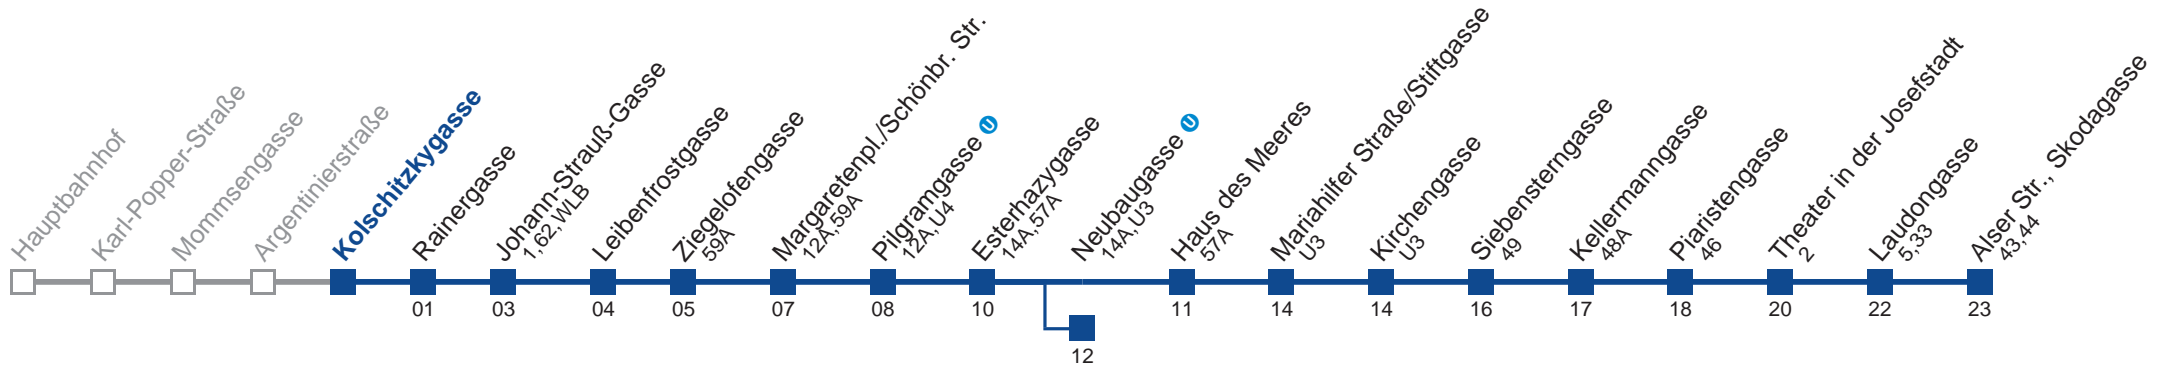 Hauptbahnhof
Karl-Popper-Straße
Mommsengasse
Argentinierstraße
Kolschitzkygasse
Rainergasse
01
Johann-Strauß-Gasse
1,62,WLB
03
Leibenfrostgasse
04
Ziegelofengasse
59A
05
Margaretenpl./Schönbr. Str.
12A,59A
07
Pilgramgasse U
12A,U4
08
Esterhazygasse
14A,57A
10
Neubaugasse U
14A,U3
12
Haus des Meeres
57A
11
Mariahilfer Straße/Stiftgasse
U3
14
Kirchengasse
U3
14
Siebensterngasse
49
16
Kellermanngasse
48A
17
Piaristengasse
46
18
Theater in der Josefstadt
2
20
Laudongasse
5,33
22
Alser Str., Skodagasse
43,44
23